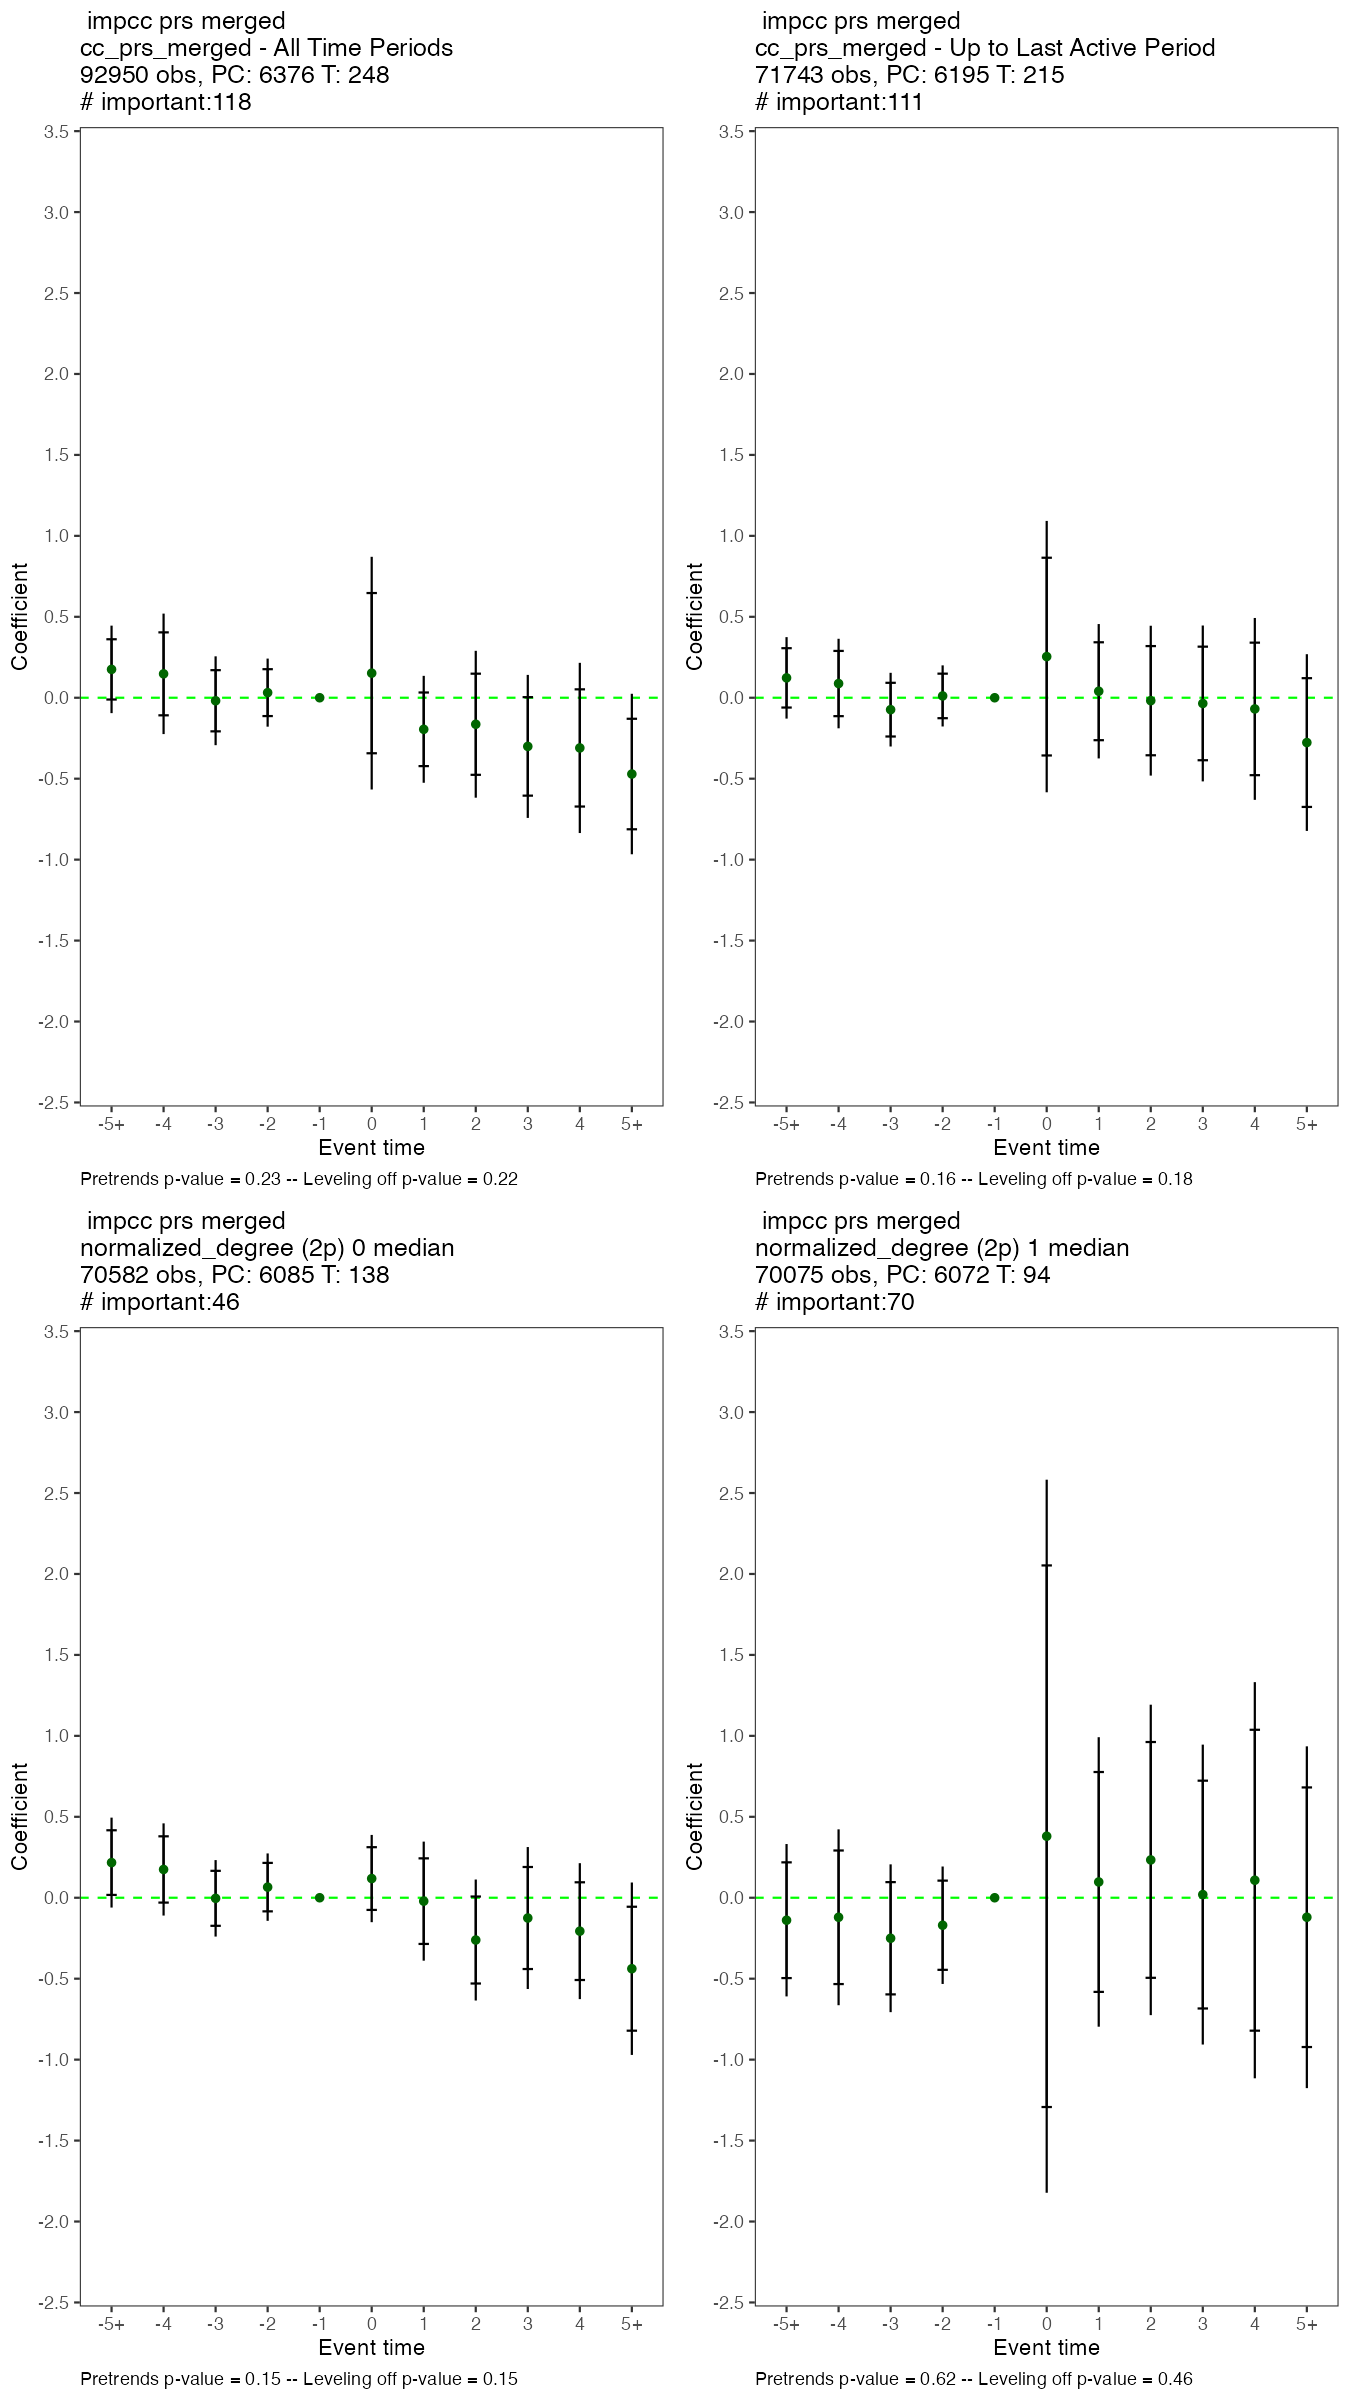 impcc prs merged
cc_prs_merged - All Time Periods
92950 obs, PC: 6376 T: 248
# important:118
3.5
3.0
2.5
2.0
1.5
1.0
0.5
0.0
-0.5
-1.0
-1.5
-2.0
-2.5
Coefficient
-5+ -4 -3 -2 -1 0 1 2 3 4 5+
Event time
Pretrends p-value = 0.23 -- Leveling off p-value = 0.22
impcc prs merged
cc_prs_merged - Up to Last Active Period
71743 obs, PC: 6195 T: 215
# important:111
3.5
3.0
2.5
2.0
1.5
1.0
0.5
0.0
-0.5
-1.0
-1.5
-2.0
-2.5
Coefficient
-5+ -4 -3 -2 -1 0 1 2 3 4 5+
Event time
Pretrends p-value = 0.16 -- Leveling off p-value = 0.18
impcc prs merged
normalized_degree (2p) 0 median
70582 obs, PC: 6085 T: 138
# important:46
3.5
3.0
2.5
2.0
1.5
1.0
0.5
0.0
-0.5
-1.0
-1.5
-2.0
-2.5
Coefficient
-5+ -4 -3 -2 -1 0 1 2 3 4 5+
Event time
Pretrends p-value = 0.15 -- Leveling off p-value = 0.15
impcc prs merged
normalized_degree (2p) 1 median
70075 obs, PC: 6072 T: 94
# important:70
3.5
3.0
2.5
2.0
1.5
1.0
0.5
0.0
-0.5
-1.0
-1.5
-2.0
-2.5
Coefficient
-5+ -4 -3 -2 -1 0 1 2 3 4 5+
Event time
Pretrends p-value = 0.62 -- Leveling off p-value = 0.46